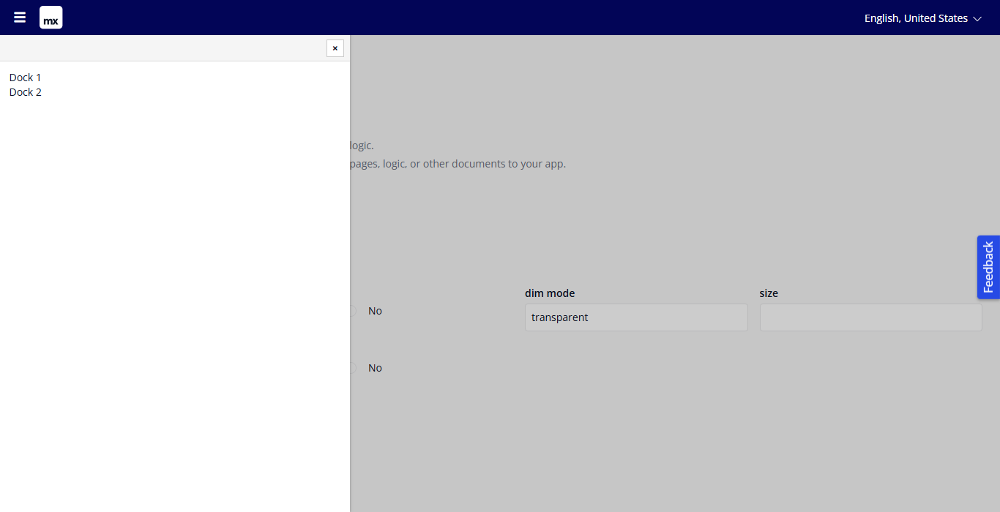 mx
English, United States
×
Dock 1
Dock 2
logic.
pages, logic, or other documents to your app.
Feedback
dim mode
size
No
transparent
No